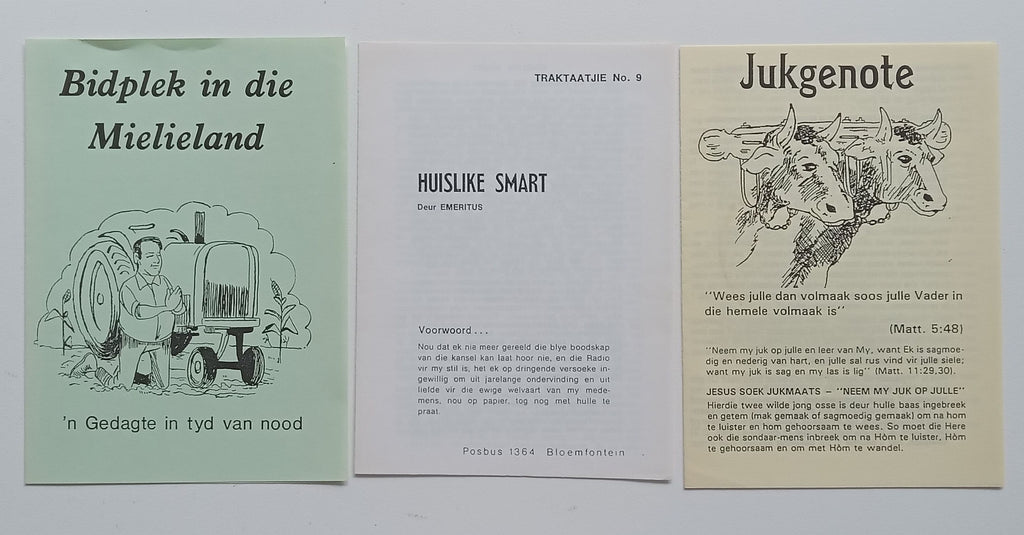 Bidplek in die
Mielieland
'n Gedagte in tyd van nood
TRAKTAATJIE No. 9
HUISLIKE SMART
Deur EMERITUS
Voorwoord . . .
Nou dat ek nie meer gereeld die blye boodskap
van die kansel kan laat hoor nie, en die Radio
vir my stil is, het ek op dringende versoeke in-
gewillig om uit jarelange ondervinding en uit
liefde vir die ewige welvaart van my mede-
mens, nou op papier, tog nog met hulle te
praat.
Posbus 1364 Bloemfontein
Jukgenote
"Wees julle dan volmaak soos julle Vader in
die hemele volmaak is"
(Matt. 5:48)
"Neem my juk op julle en leer van My, want Ek is sagmoe-
dig en nederig van hart, en julle sal rus vind vir julle siele;
want my juk is sag en my las is lig" (Matt. 11:29,30).
JESUS SOEK JUKMAATS – "NEEM MY JUK OP JULLE"
Hierdie twee wilde jong osse is deur hulle baas ingebreek
en getem (mak gemaak of sagmoedig gemaak) om na hom
te luister en hom gehoorsaam te wees. So moet die Here
ook die sondaar-mens inbreek om na Hòm te luister, Hòm
te gehoorsaam en om met Hòm te wandel.